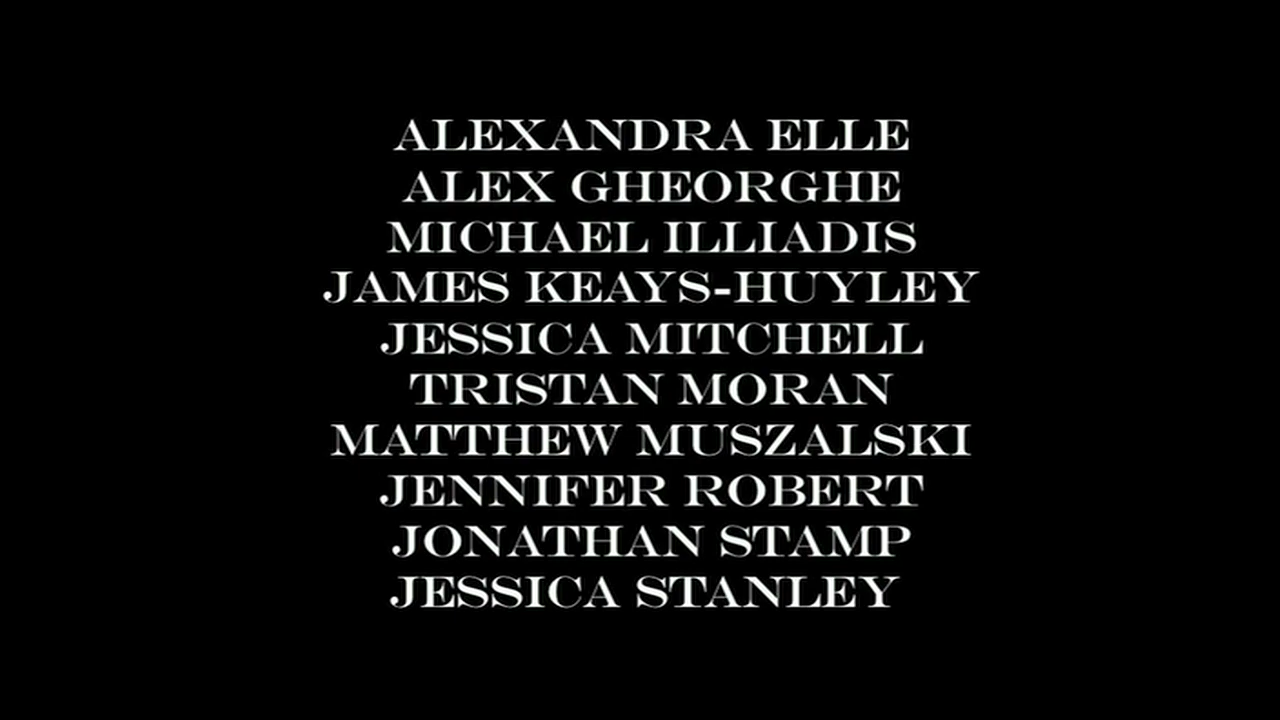 ALEXANDRA ELLE
ALEX GHEORGHE
MICHAEL ILLIADIS
JAMES KEAYS-HUYLEY
JESSICA MITCHELL
TRISTAN MORAN
MATTHEW MUSZALSKI
JENNIFER ROBERT
JONATHAN STAMP
JESSICA STANLEY